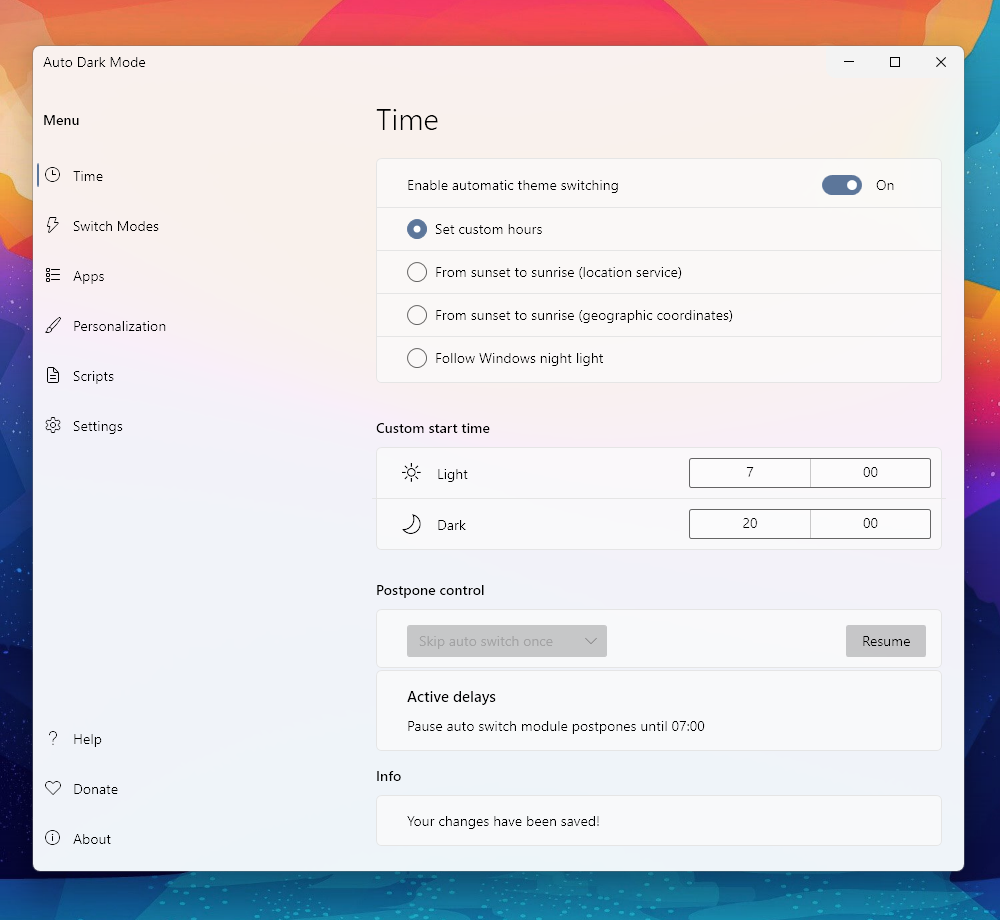 Auto Dark Mode
Menu
Time
Switch Modes
Apps
Personalization
Scripts
Settings
Help
Donate
About
Time
Enable automatic theme switching On
Set custom hours
From sunset to sunrise (location service)
From sunset to sunrise (geographic coordinates)
Follow Windows night light
Custom start time
Light 7 00
Dark 20 00
Postpone control
Skip auto switch once Resume
Active delays
Pause auto switch module postpones until 07:00
Info
Your changes have been saved!